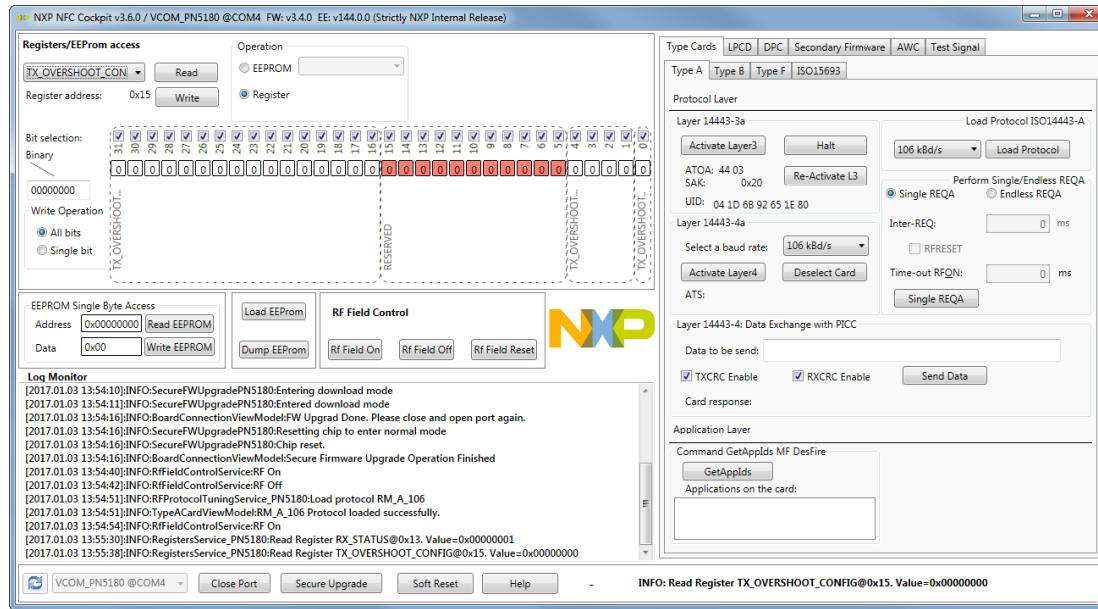 NXP NFC Cockpit v3.6.0 / VCOM_PN5180 @COM4 FW: v3.4.0 EE: v144.0.0 (Strictly NXP Internal Release)
Registers/EEProm access
TX_OVERSHOOT_CON
Read
Register address: 0x15
Write
Operation
EEPROM
Register
Bit selection:
31 30 29 28 27 26 25 24 23 22 21 20 19 18 17 16 15 14 13 12 11 10 9 8 7 6 5 4 3 2 1 0
Binary
0 0 0 0 0 0 0 0 0 0 0 0 0 0 0 0 0 0 0 0 0 0 0 0 0 0 0 0 0 0 0 0
00000000
Write Operation
All bits
Single bit
TX_OVERSHOOT...
RESERVED
TX_OVERSHOOT...
TX_OVERSHOOT...
EEPROM Single Byte Access
Address 0x00000000 Read EEPROM
Data 0x00 Write EEPROM
Load EEProm
Dump EEProm
RF Field Control
Rf Field On Rf Field Off Rf Field Reset
NXP
Log Monitor
[2017.01.03 13:54:10]:INFO:SecureFWUpgradePN5180:Entering download mode
[2017.01.03 13:54:11]:INFO:SecureFWUpgradePN5180:Entered download mode
[2017.01.03 13:54:16]:INFO:BoardConnectionViewModel:FW Upgrad Done. Please close and open port again.
[2017.01.03 13:54:16]:INFO:SecureFWUpgradePN5180:Resetting chip to enter normal mode
[2017.01.03 13:54:16]:INFO:SecureFWUpgradePN5180:Chip reset.
[2017.01.03 13:54:16]:INFO:BoardConnectionViewModel:Secure Firmware Upgrade Operation Finished
[2017.01.03 13:54:40]:INFO:RfFieldControlService:RF On
[2017.01.03 13:54:42]:INFO:RfFieldControlService:RF Off
[2017.01.03 13:54:51]:INFO:RFProtocolTuningService_PN5180:Load protocol RM_A_106
[2017.01.03 13:54:51]:INFO:TypeACardViewModel:RM_A_106 Protocol loaded successfully.
[2017.01.03 13:54:54]:INFO:RfFieldControlService:RF On
[2017.01.03 13:55:30]:INFO:RegistersService_PN5180:Read Register RX_STATUS@0x13. Value=0x00000001
[2017.01.03 13:55:38]:INFO:RegistersService_PN5180:Read Register TX_OVERSHOOT_CONFIG@0x15. Value=0x00000000
Type Cards LPCD DPC Secondary Firmware AWC Test Signal
Type A Type B Type F ISO15693
Protocol Layer
Layer 14443-3a
Activate Layer3 Halt
ATQA: 44 03
SAK: 0x20
Re-Activate L3
UID: 04 1D 6B 92 65 1E 80
Layer 14443-4a
Select a baud rate: 106 kBd/s
Activate Layer4 Deselect Card
ATS:
Load Protocol ISO14443-A
106 kBd/s Load Protocol
Perform Single/Endless REQA
Single REQA Endless REQA
Inter-REQ: 0 ms
RFRESET
Time-out RFON: 0 ms
Single REQA
Layer 14443-4: Data Exchange with PICC
Data to be send:
TXCRC Enable RXCRC Enable Send Data
Card response:
Application Layer
Command GetAppIds MF DesFire
GetAppIds
Applications on the card:
VCOM_PN5180 @COM4 Close Port Secure Upgrade Soft Reset Help - INFO: Read Register TX_OVERSHOOT_CONFIG@0x15. Value=0x00000000